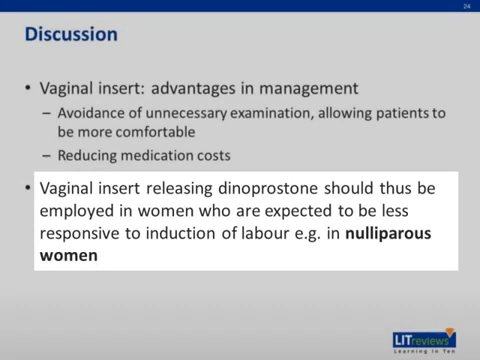 24
Discussion
• Vaginal insert: advantages in management
– Avoidance of unnecessary examination, allowing patients to
be more comfortable
– Reducing medication costs
• Vaginal insert releasing dinoprostone should thus be
employed in women who are expected to be less
responsive to induction of labour e.g. in nulliparous
women
LITreviews
Learning in Ten